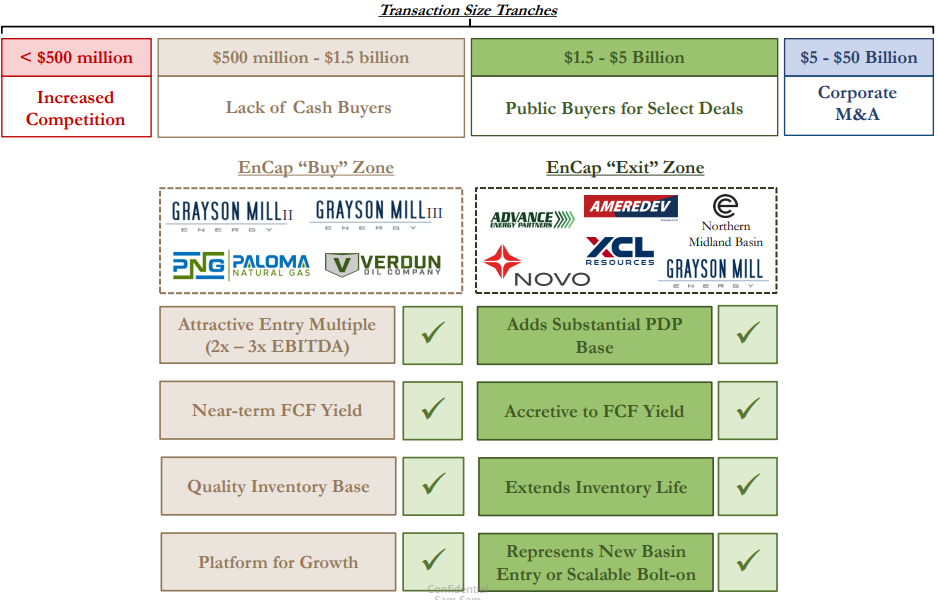 Transaction Size Tranches
< $500 million
Increased
Competition
$500 million - $1.5 billion
Lack of Cash Buyers
$1.5 - $5 Billion
Public Buyers for Select Deals
$5 - $50 Billion
Corporate
M&A
EnCap “Buy” Zone
GRAYSON MILL II
ENERGY
GRAYSON MILL III
ENERGY
PNG PALOMA
NATURAL GAS
V VERDUN
OIL COMPANY
EnCap “Exit” Zone
ADVANCE
ENERGY PARTNERS
AMEREDEV
Northern
Midland Basin
NOVO
XCL
RESOURCES
GRAYSON MILL
ENERGY
Attractive Entry Multiple
(2x – 3x EBITDA)
Adds Substantial PDP
Base
Near-term FCF Yield
Accretive to FCF Yield
Quality Inventory Base
Extends Inventory Life
Platform for Growth
Represents New Basin
Entry or Scalable Bolt-on
Confidential
Sam Sam